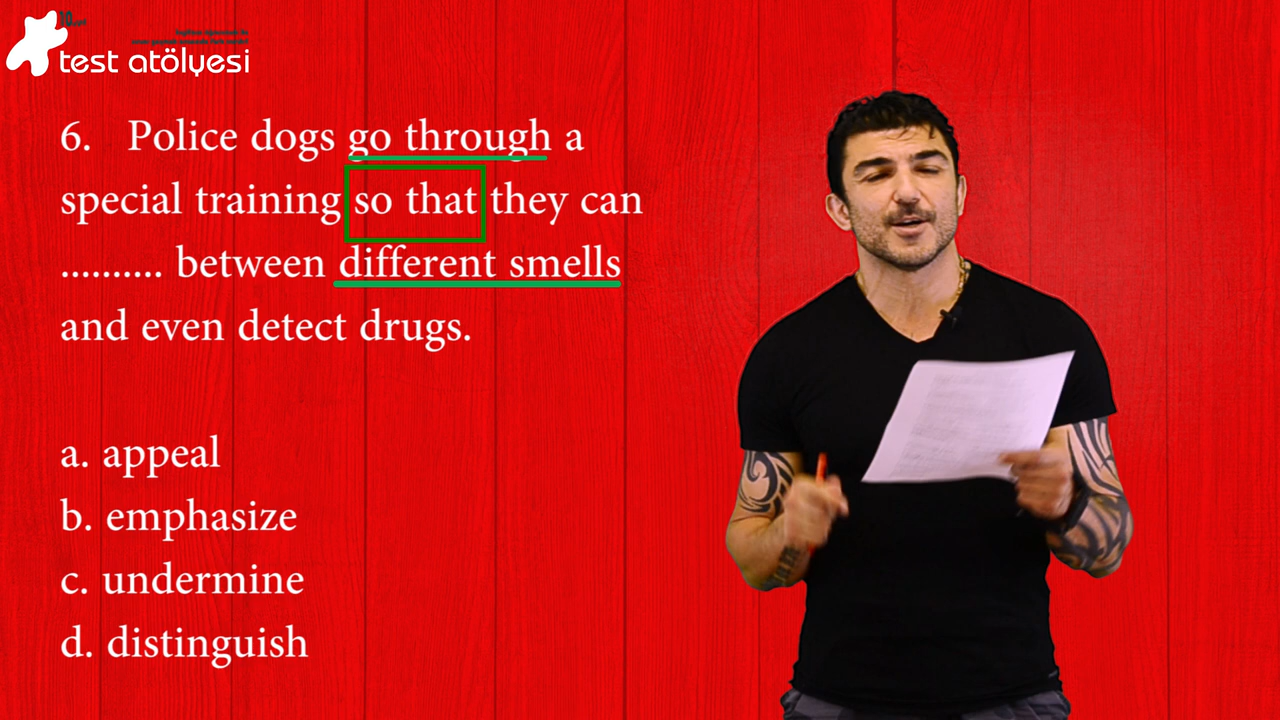 test atölyesi
6. Police dogs go through a
special training so that they can
.......... between different smells
and even detect drugs.
a. appeal
b. emphasize
c. undermine
d. distinguish